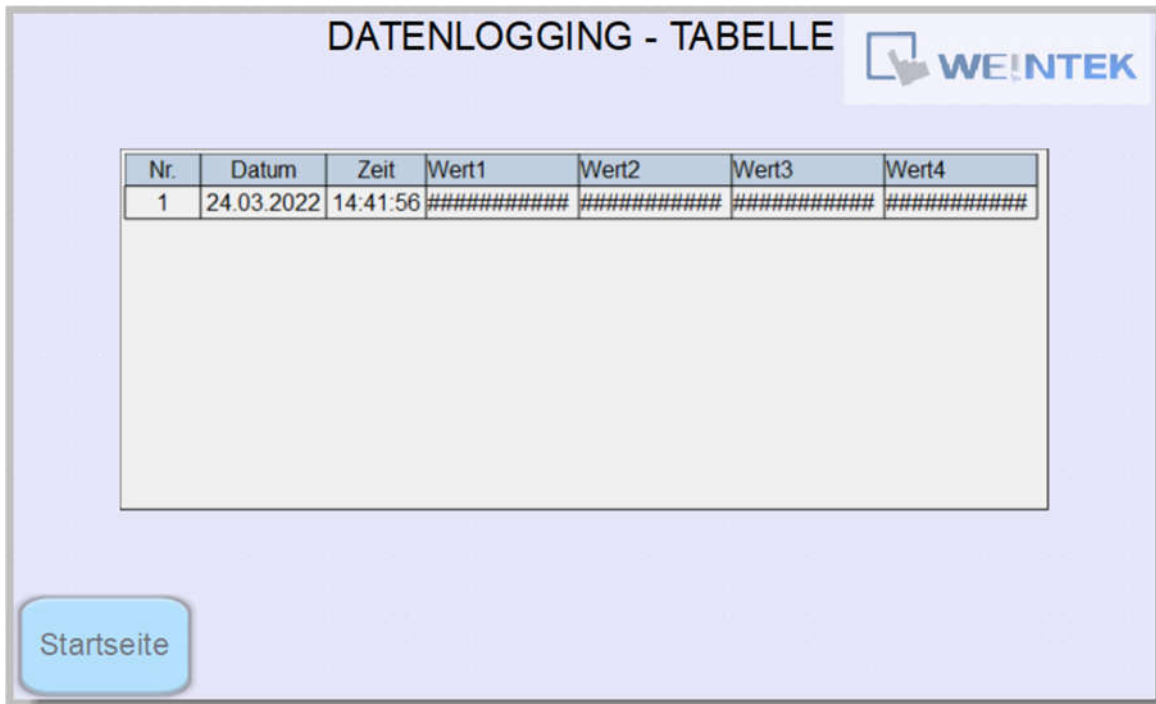 DATENLOGGING - TABELLE
WEINTEK
Nr. Datum Zeit Wert1 Wert2 Wert3 Wert4
1 24.03.2022 14:41:56 ########### ########### ########### ###########
Startseite